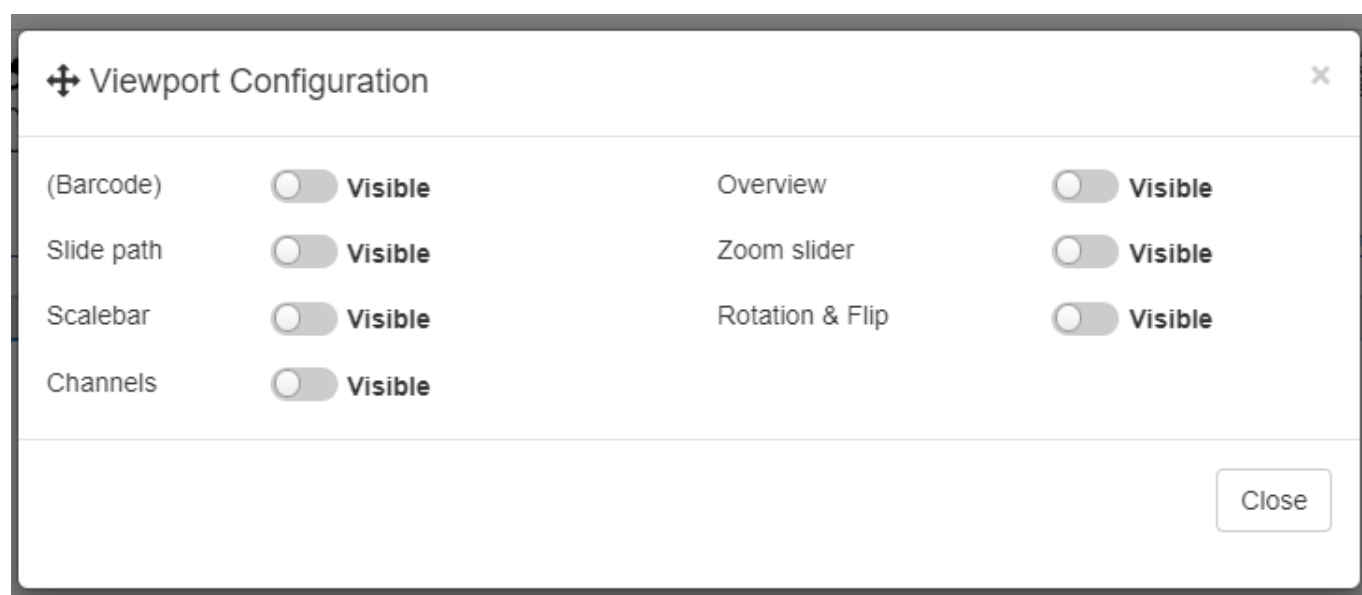 Viewport Configuration ×
(Barcode) Visible Overview Visible
Slide path Visible Zoom slider Visible
Scalebar Visible Rotation & Flip Visible
Channels Visible
Close